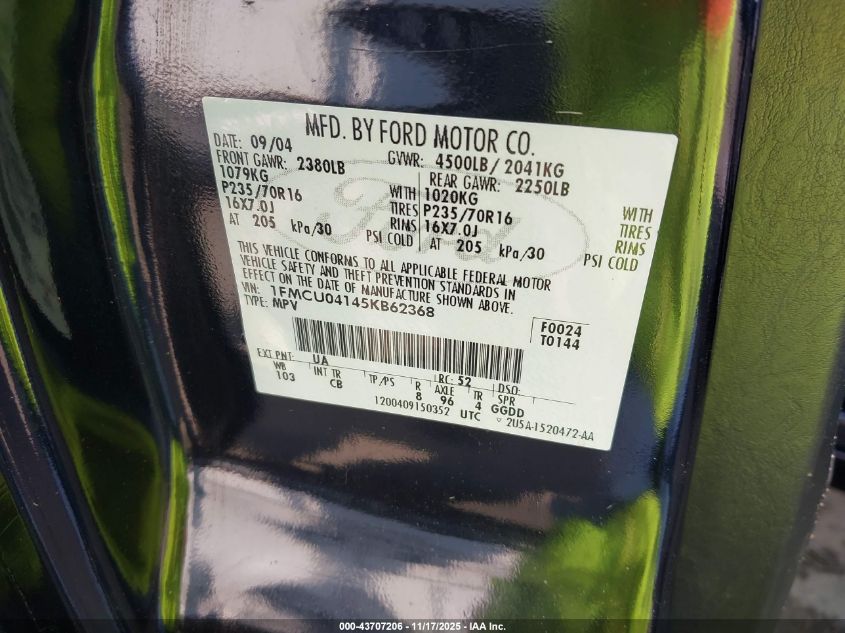 MFD. BY FORD MOTOR CO.
DATE: 09/04 GVWR: 4500LB/ 2041KG
FRONT GAWR: 2380LB REAR GAWR: 2250LB
1079KG WITH 1020KG WITH
P235/70R16 TIRES P235/70R16 TIRES
16X7.0J RIMS 16X7.0J RIMS
AT 205 kPa/30 PSI COLD AT 205 kPa/30 PSI COLD
THIS VEHICLE CONFORMS TO ALL APPLICABLE FEDERAL MOTOR
VEHICLE SAFETY AND THEFT PREVENTION STANDARDS IN
EFFECT ON THE DATE OF MANUFACTURE SHOWN ABOVE.
VIN: 1FMCU04145KB62368
TYPE: MPV
F0024
T0144
EXT PNT: UA RC: 52 DSO:
WB INT TR TP/PS R AXLE TR SPR
103 CB 8 96 4 GGDD
1200409150352 UTC 2U5A-1520472-AA
Ford
000-43707206 - 11/17/2025 - IAA Inc.